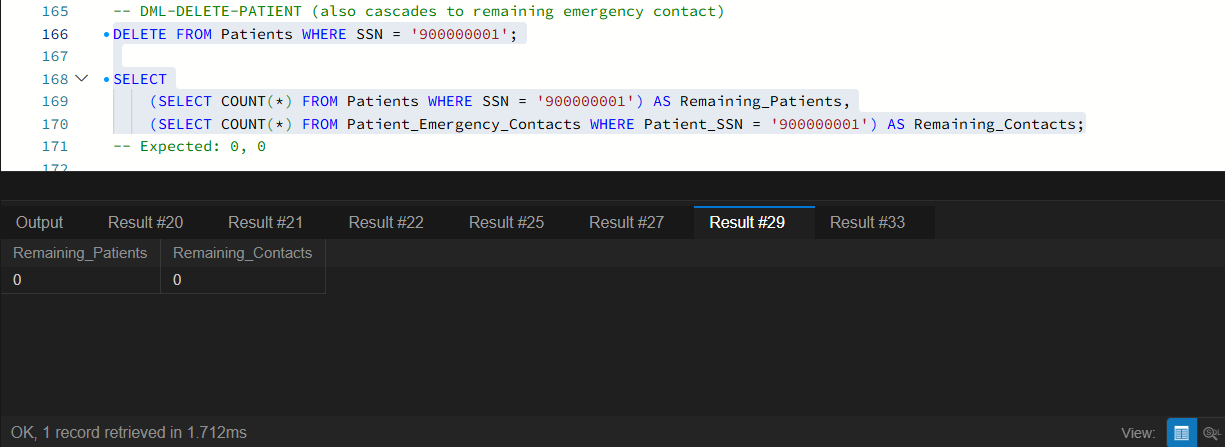 165 -- DML-DELETE-PATIENT (also cascades to remaining emergency contact)
166 DELETE FROM Patients WHERE SSN = '900000001';
167
168 SELECT
169 (SELECT COUNT(*) FROM Patients WHERE SSN = '900000001') AS Remaining_Patients,
170 (SELECT COUNT(*) FROM Patient_Emergency_Contacts WHERE Patient_SSN = '900000001') AS Remaining_Contacts;
171 -- Expected: 0, 0
172
Output Result #20 Result #21 Result #22 Result #25 Result #27 Result #29 Result #33
Remaining_Patients Remaining_Contacts
0 0
OK, 1 record retrieved in 1.712ms View: